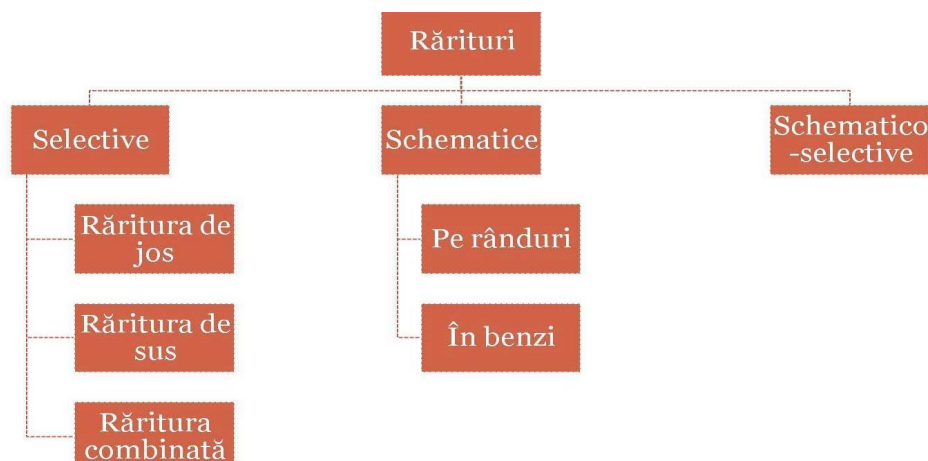 Rărituri
Selective
Schematice
Schematico
-selective
Răritura de
jos
Pe rânduri
Răritura de
sus
În benzi
Răritura
combinată